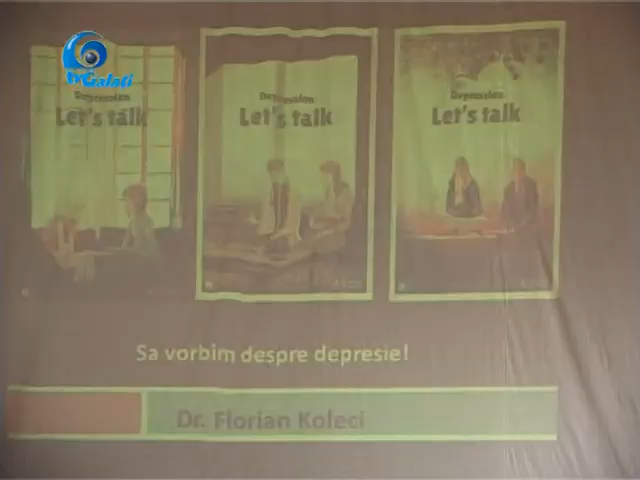 tvGalati
Depression
Let's talk
Depression
Let's talk
Depression
Let's talk
Sa vorbim despre depresie!
Dr. Florian Koleci